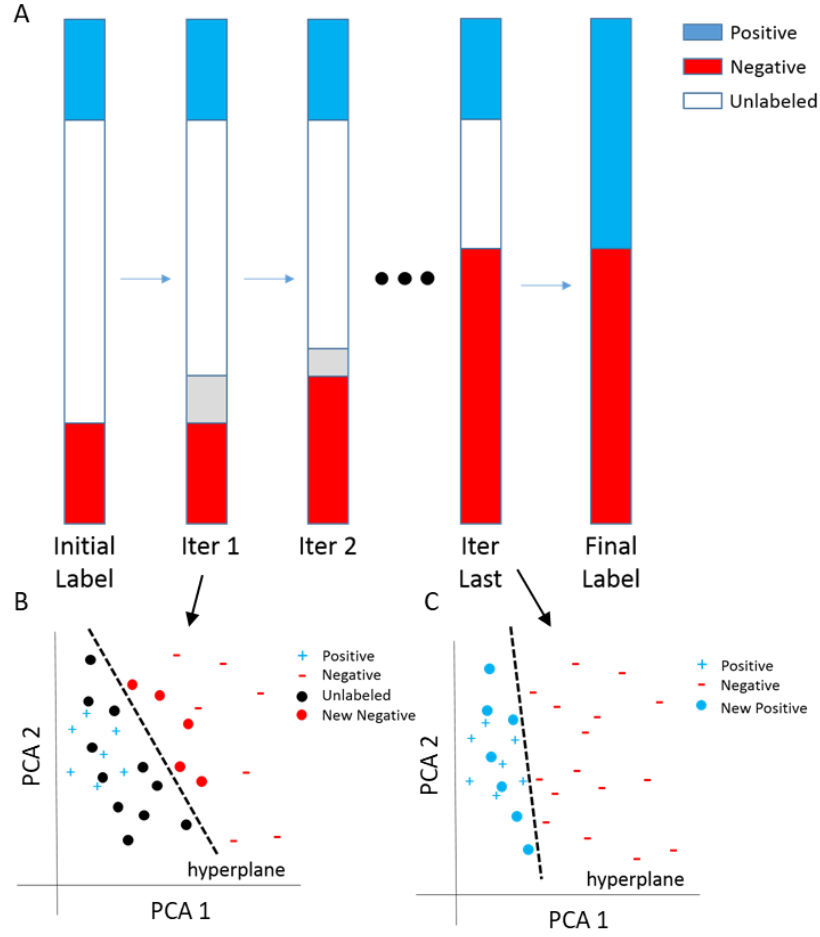 A
Positive
Negative
Unlabeled
Initial
Label
Iter 1
Iter 2
Iter
Last
Final
Label
B
Positive
Negative
Unlabeled
New Negative
PCA 2
hyperplane
PCA 1
C
Positive
Negative
New Positive
PCA 2
hyperplane
PCA 1